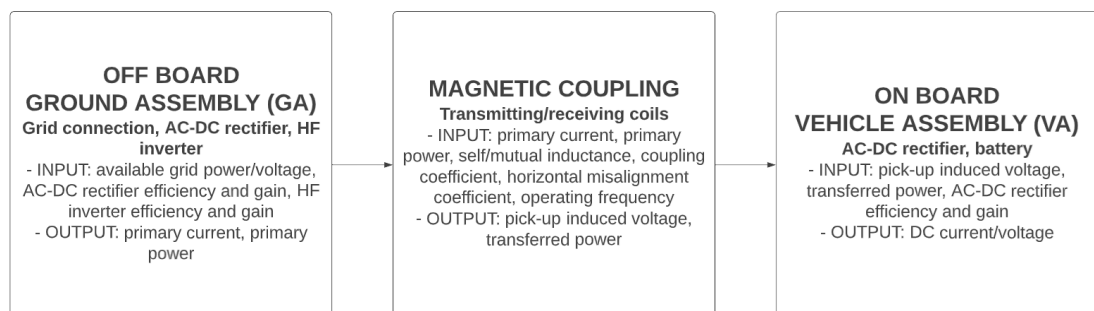 OFF BOARD
GROUND ASSEMBLY (GA)
Grid connection, AC-DC rectifier, HF
inverter
- INPUT: available grid power/voltage,
AC-DC rectifier efficiency and gain, HF
inverter efficiency and gain
- OUTPUT: primary current, primary
power
MAGNETIC COUPLING
Transmitting/receiving coils
- INPUT: primary current, primary
power, self/mutual inductance, coupling
coefficient, horizontal misalignment
coefficient, operating frequency
- OUTPUT: pick-up induced voltage,
transferred power
ON BOARD
VEHICLE ASSEMBLY (VA)
AC-DC rectifier, battery
- INPUT: pick-up induced voltage,
transferred power, AC-DC rectifier
efficiency and gain
- OUTPUT: DC current/voltage